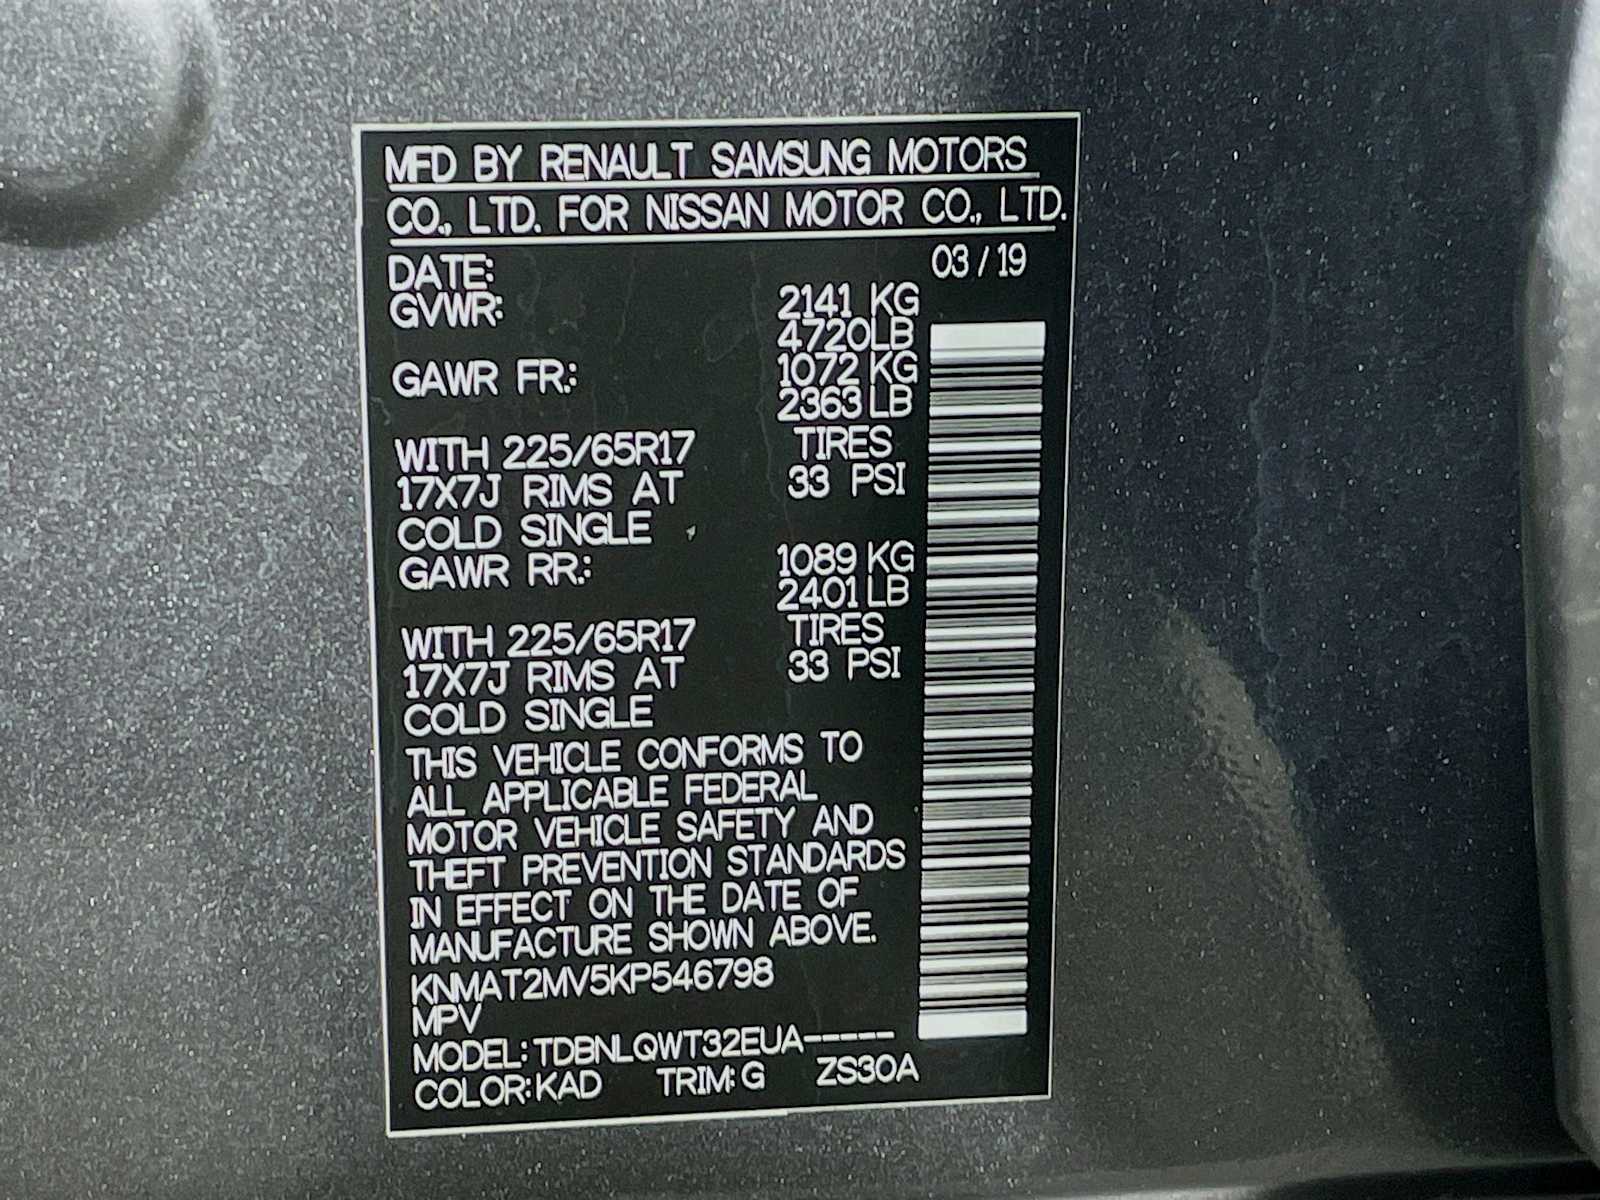 MFD BY RENAULT SAMSUNG MOTORS
CO., LTD. FOR NISSAN MOTOR CO., LTD.
DATE: 03 / 19
GVWR: 2141 KG
4720LB
GAWR FR.: 1072 KG
2363 LB
WITH 225/65R17 TIRES
17X7J RIMS AT 33 PSI
COLD SINGLE
GAWR RR.: 1089 KG
2401 LB
WITH 225/65R17 TIRES
17X7J RIMS AT 33 PSI
COLD SINGLE
THIS VEHICLE CONFORMS TO
ALL APPLICABLE FEDERAL
MOTOR VEHICLE SAFETY AND
THEFT PREVENTION STANDARDS
IN EFFECT ON THE DATE OF
MANUFACTURE SHOWN ABOVE.
KNMAT2MV5KP546798
MPV
MODEL: TDBNLQWT32EUA-----
COLOR: KAD TRIM: G ZS30A